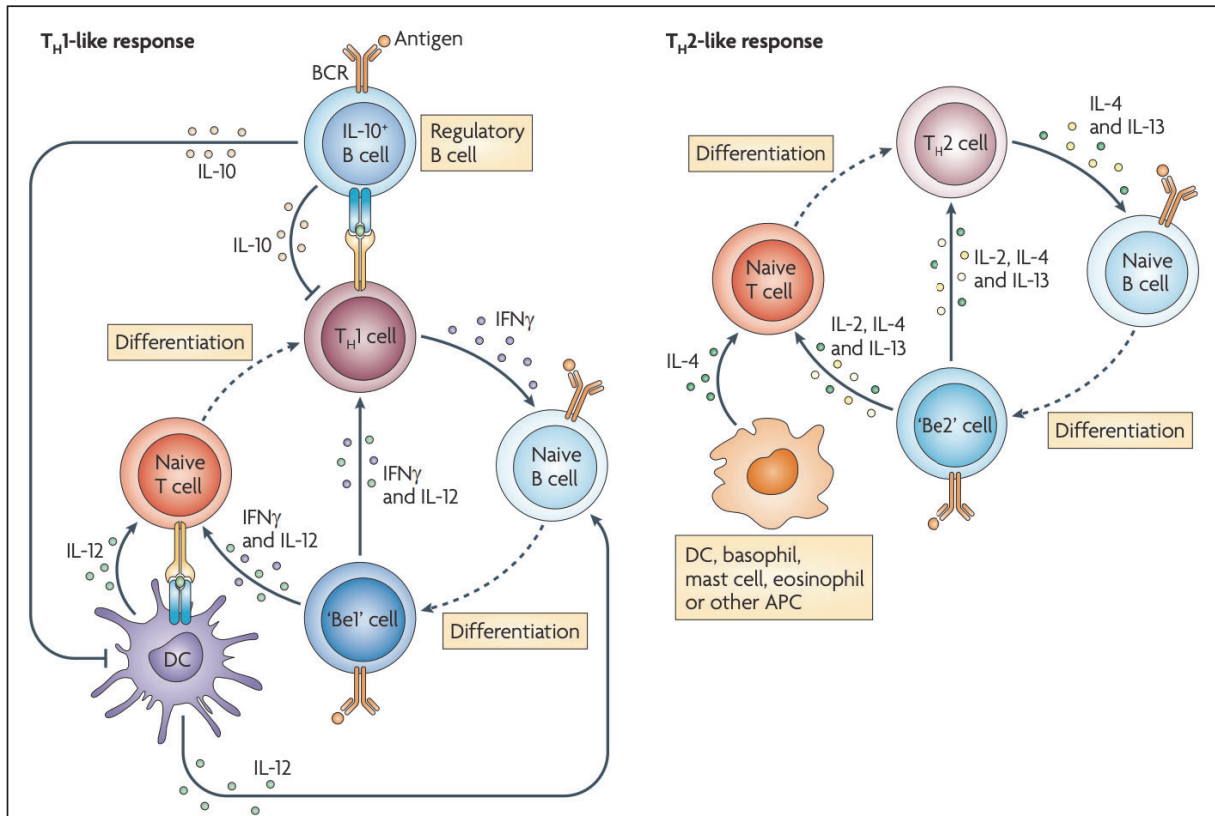 T_H1-like response
Antigen
BCR
IL-10⁺
B cell
Regulatory
B cell
IL-10
IL-10
T_H1 cell
IFNγ
Differentiation
Naive
T cell
Naive
B cell
IFNγ
and IL-12
IFNγ
and IL-12
IL-12
'Be1' cell
Differentiation
DC
IL-12
T_H2-like response
IL-4
and IL-13
T_H2 cell
Differentiation
Naive
T cell
Naive
B cell
IL-2, IL-4
and IL-13
IL-2, IL-4
and IL-13
IL-4
'Be2' cell
Differentiation
DC, basophil,
mast cell, eosinophil
or other APC